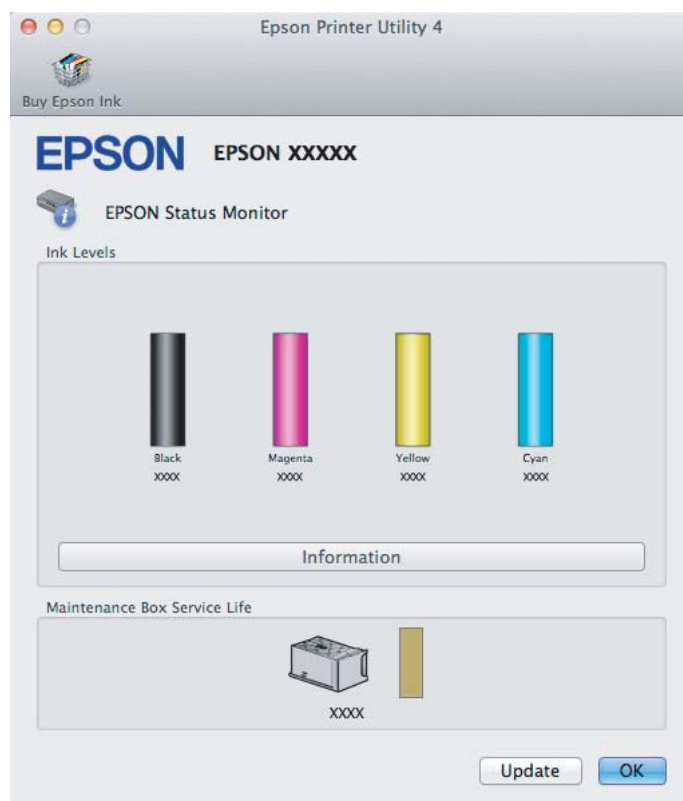 Epson Printer Utility 4
Buy Epson Ink
EPSON EPSON XXXXX
EPSON Status Monitor
Ink Levels
Black Magenta Yellow Cyan
XXXX XXXX XXXX XXXX
Information
Maintenance Box Service Life
XXXX
Update OK